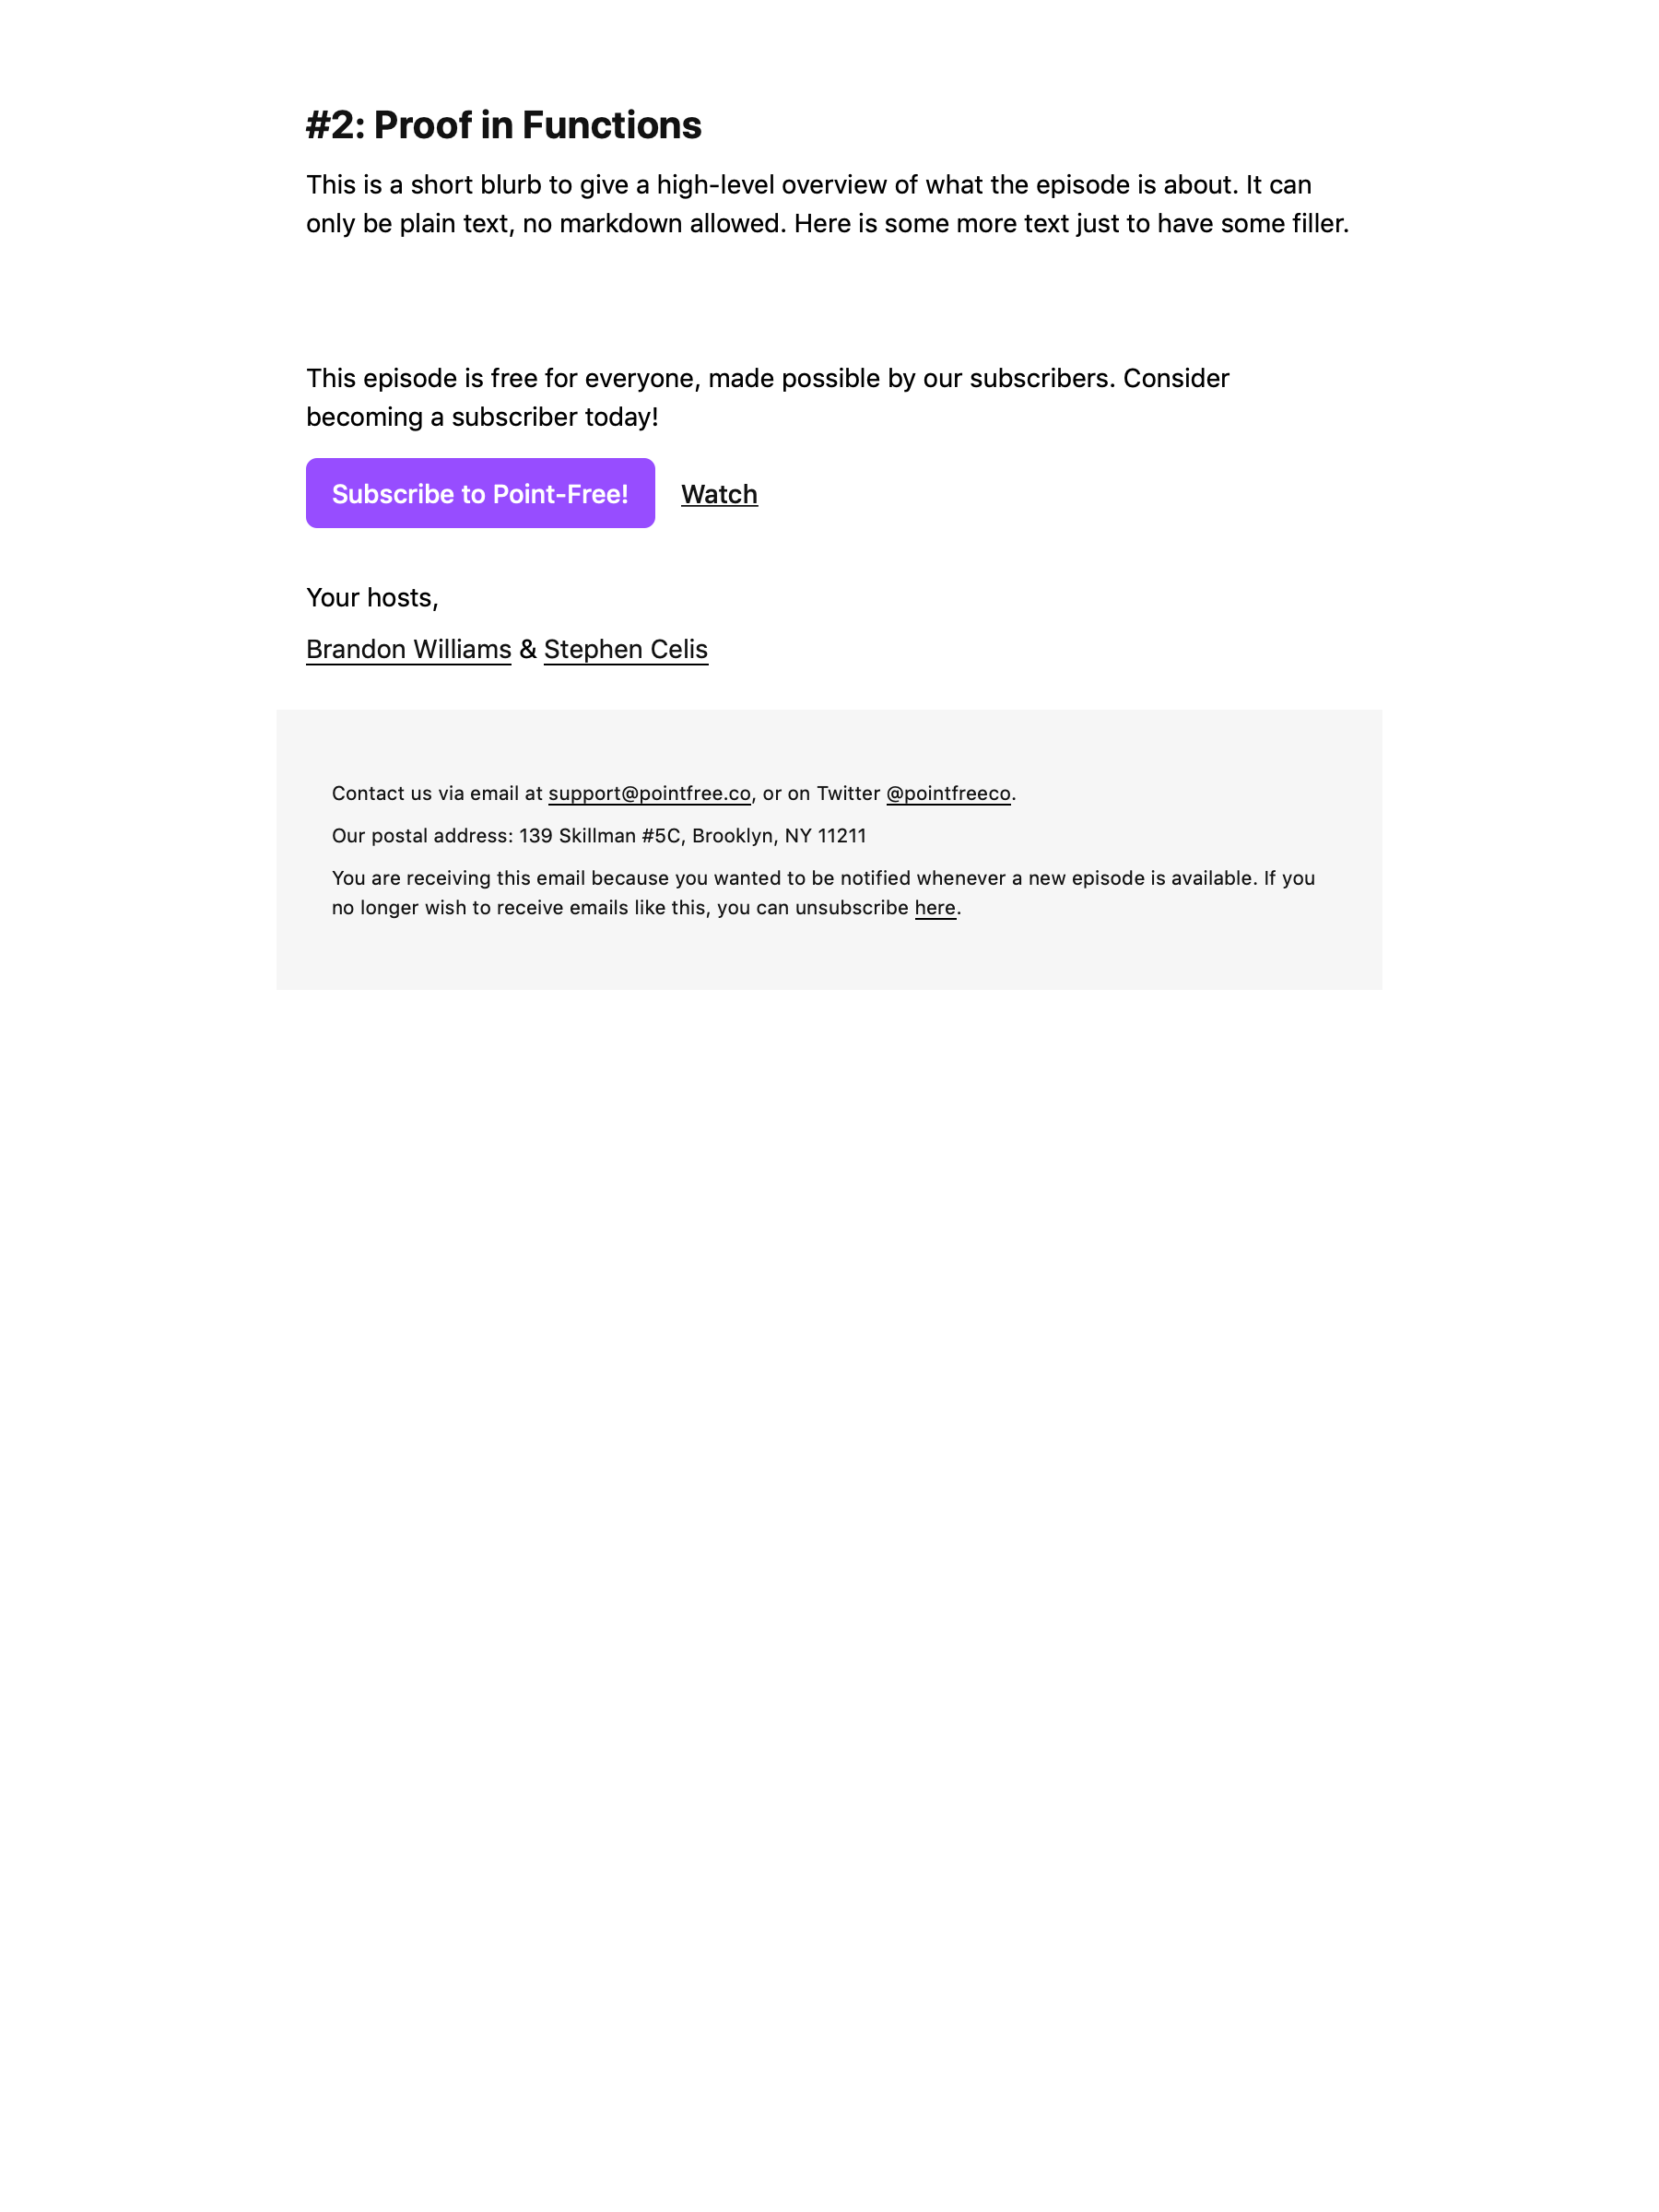 #2: Proof in Functions
This is a short blurb to give a high-level overview of what the episode is about. It can
only be plain text, no markdown allowed. Here is some more text just to have some filler.
This episode is free for everyone, made possible by our subscribers. Consider
becoming a subscriber today!
Subscribe to Point-Free! Watch
Your hosts,
Brandon Williams & Stephen Celis
Contact us via email at support@pointfree.co, or on Twitter @pointfreeco.
Our postal address: 139 Skillman #5C, Brooklyn, NY 11211
You are receiving this email because you wanted to be notified whenever a new episode is available. If you
no longer wish to receive emails like this, you can unsubscribe here.